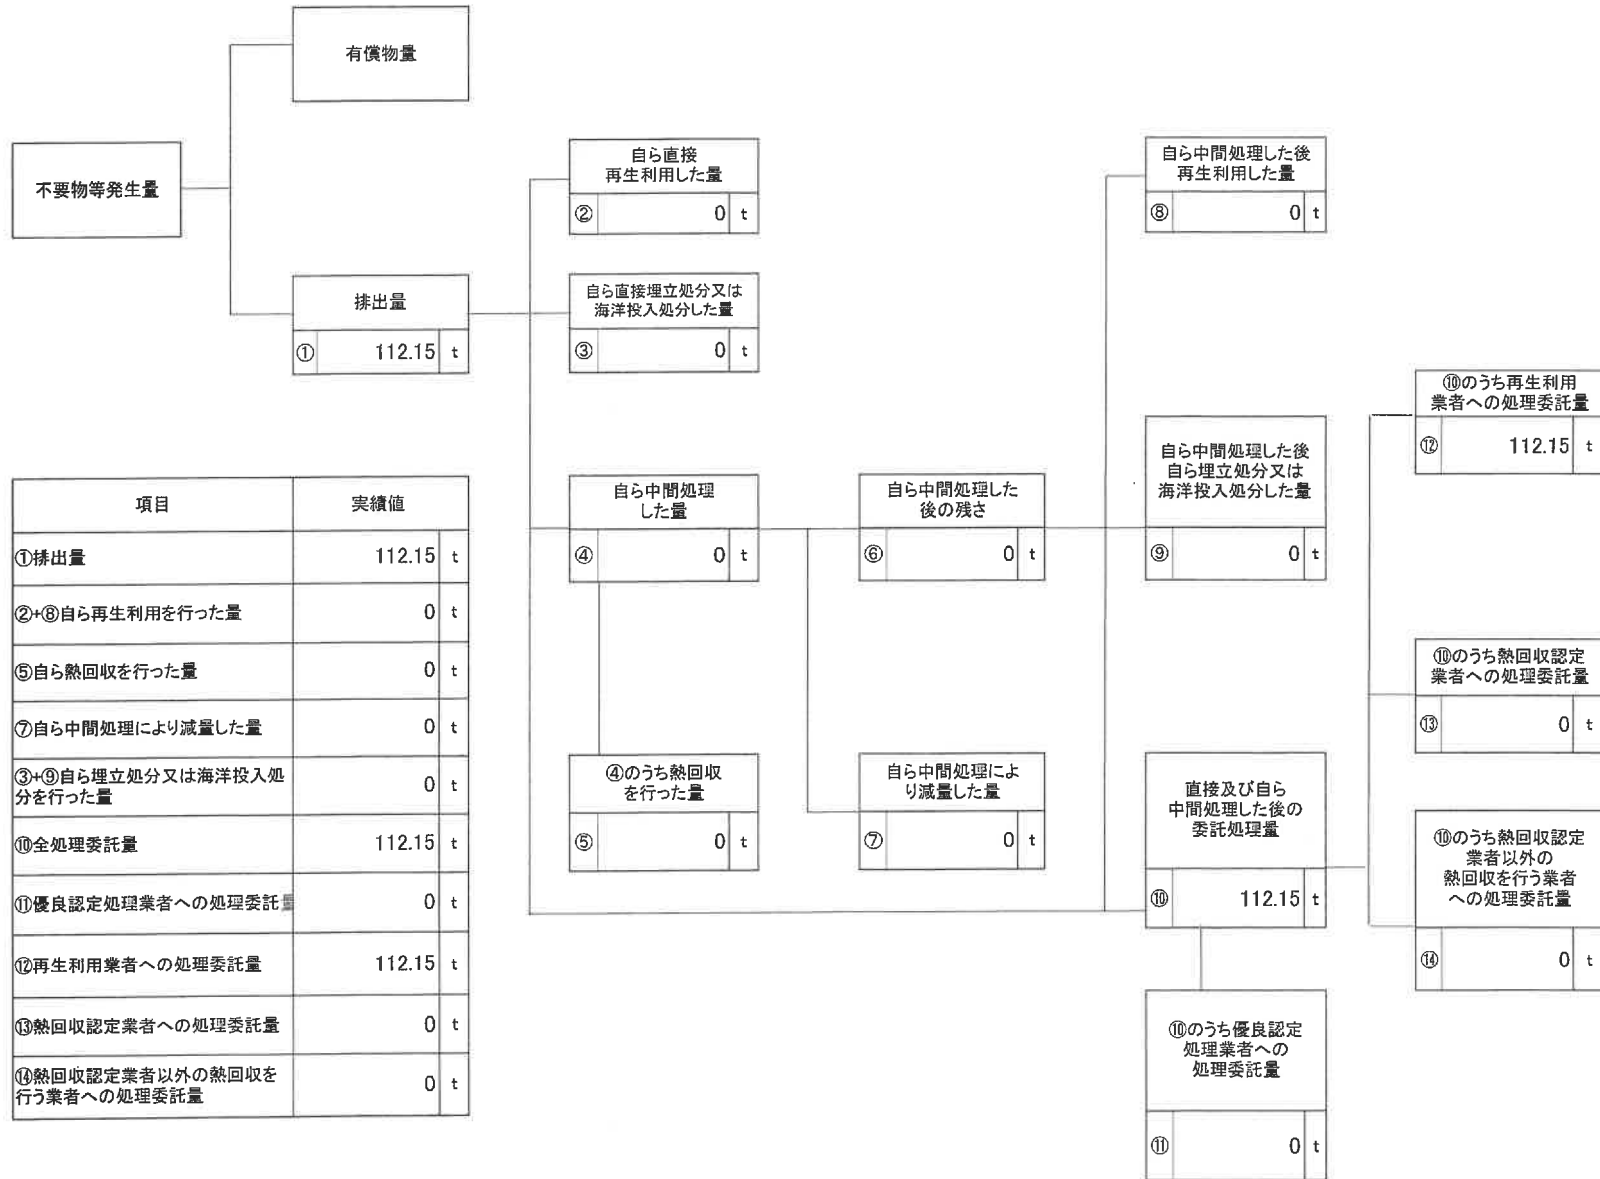 有償物量
不要物等発生量
排出量
① 112.15 t
自ら直接
再生利用した量
② 0 t
自ら直接埋立処分又は
海洋投入処分した量
③ 0 t
自ら中間処理
した量
④ 0 t
④のうち熱回収
を行った量
⑤ 0 t
自ら中間処理した
後の残さ
⑥ 0 t
自ら中間処理によ
り減量した量
⑦ 0 t
自ら中間処理した後
再生利用した量
⑧ 0 t
自ら中間処理した後
自ら埋立処分又は
海洋投入処分した量
⑨ 0 t
直接及び自ら
中間処理した後の
委託処理量
⑩ 112.15 t
⑩のうち優良認定
処理業者への
処理委託量
⑪ 0 t
⑩のうち再生利用
業者への処理委託量
⑫ 112.15 t
⑩のうち熱回収認定
業者への処理委託量
⑬ 0 t
⑩のうち熱回収認定
業者以外の
熱回収を行う業者
への処理委託量
⑭ 0 t
項目 実績値
①排出量 112.15 t
②+⑧自ら再生利用を行った量 0 t
⑤自ら熱回収を行った量 0 t
⑦自ら中間処理により減量した量 0 t
③+⑨自ら埋立処分又は海洋投入処
分を行った量 0 t
⑩全処理委託量 112.15 t
⑪優良認定処理業者への処理委託量 0 t
⑫再生利用業者への処理委託量 112.15 t
⑬熱回収認定業者への処理委託量 0 t
⑭熱回収認定業者以外の熱回収を
行う業者への処理委託量 0 t